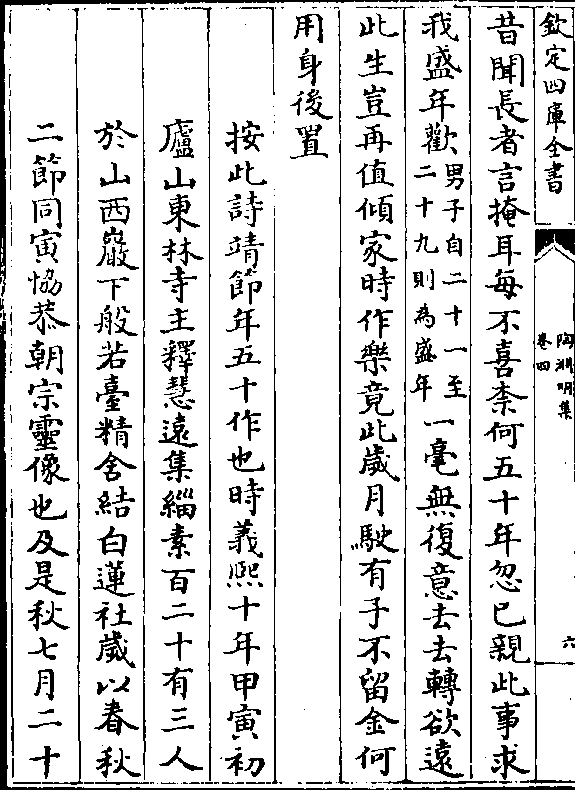 欽定四庫全書
陶淵明集
卷四
六
昔聞長者言掩耳每不喜柰何五十年忽已親此事求
我盛年歡男子自二十一至二十九則為盛年一毫無復意去去轉欲遠
此生豈再值傾家時作樂竟此歲月駛有子不留金何
用身後置
按此詩靖節年五十作也時義熙十年甲寅初
廬山東林寺主釋慧遠集緇素百二十有三人
於山西巖下般若臺精舍結白蓮社歲以春秋
二節同寅恊恭朝宗靈像也及是秋七月二十